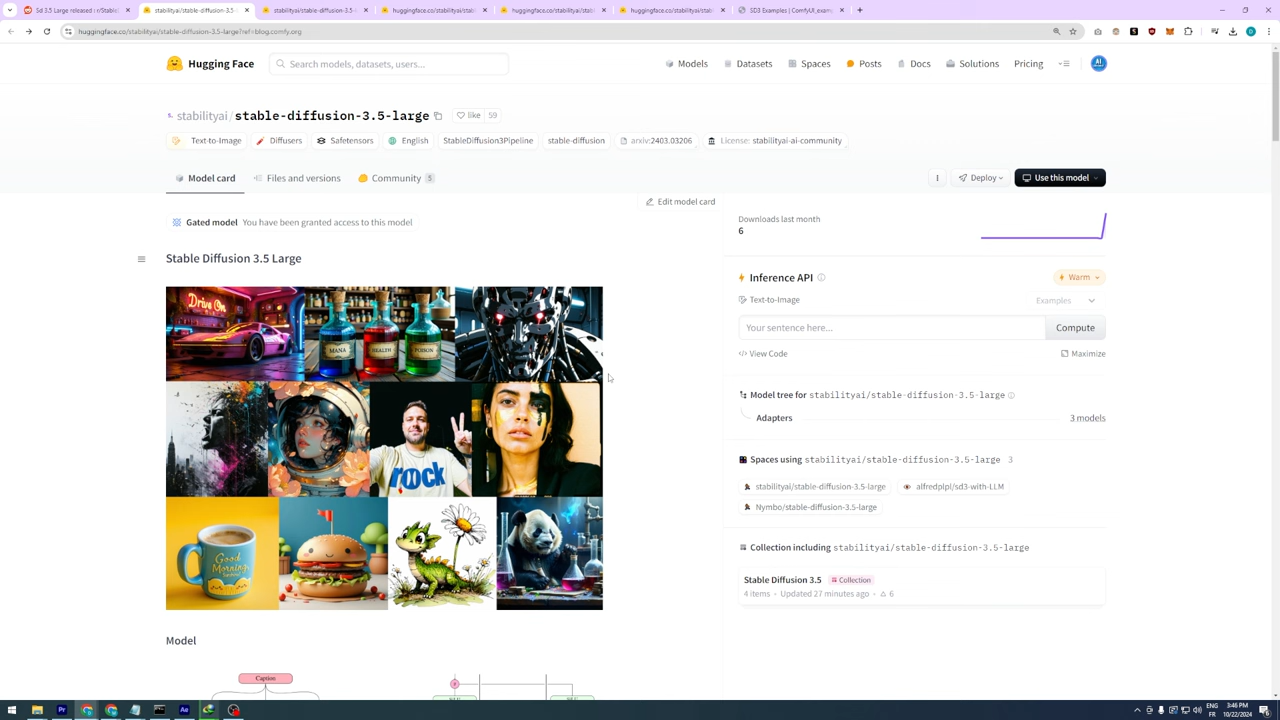 Sd 3.5 Large released : r/Stabl
stabilityai/stable-diffusion-3.5-
stabilityai/stable-diffusion-3.5-
huggingface.co/stabilityai/stabl
huggingface.co/stabilityai/stabl
huggingface.co/stabilityai/stabl
SD3 Examples | ComfyUI_exam
huggingface.co/stabilityai/stable-diffusion-3.5-large?ref=blog.comfy.org
Hugging Face
Search models, datasets, users...
Models
Datasets
Spaces
Posts
Docs
Solutions
Pricing
stabilityai/stable-diffusion-3.5-large
like 59
Text-to-Image
Diffusers
Safetensors
English
StableDiffusion3Pipeline
stable-diffusion
arxiv:2403.03206
License: stabilityai-ai-community
Model card
Files and versions
Community 5
Deploy
Use this model
Edit model card
Gated model You have been granted access to this model
Stable Diffusion 3.5 Large
Drive On
MANA
HEALTH
POISON
rock
Good
Morning
Model
Caption
Downloads last month
6
Inference API
Warm
Text-to-Image
Examples
Your sentence here...
Compute
View Code
Maximize
Model tree for stabilityai/stable-diffusion-3.5-large
Adapters
3 models
Spaces using stabilityai/stable-diffusion-3.5-large 3
stabilityai/stable-diffusion-3.5-large
alfredplpl/sd3-with-LLM
Nymbo/stable-diffusion-3.5-large
Collection including stabilityai/stable-diffusion-3.5-large
Stable Diffusion 3.5
Collection
4 items • Updated 27 minutes ago • 6
ENG
FR
3:46 PM
10/22/2024